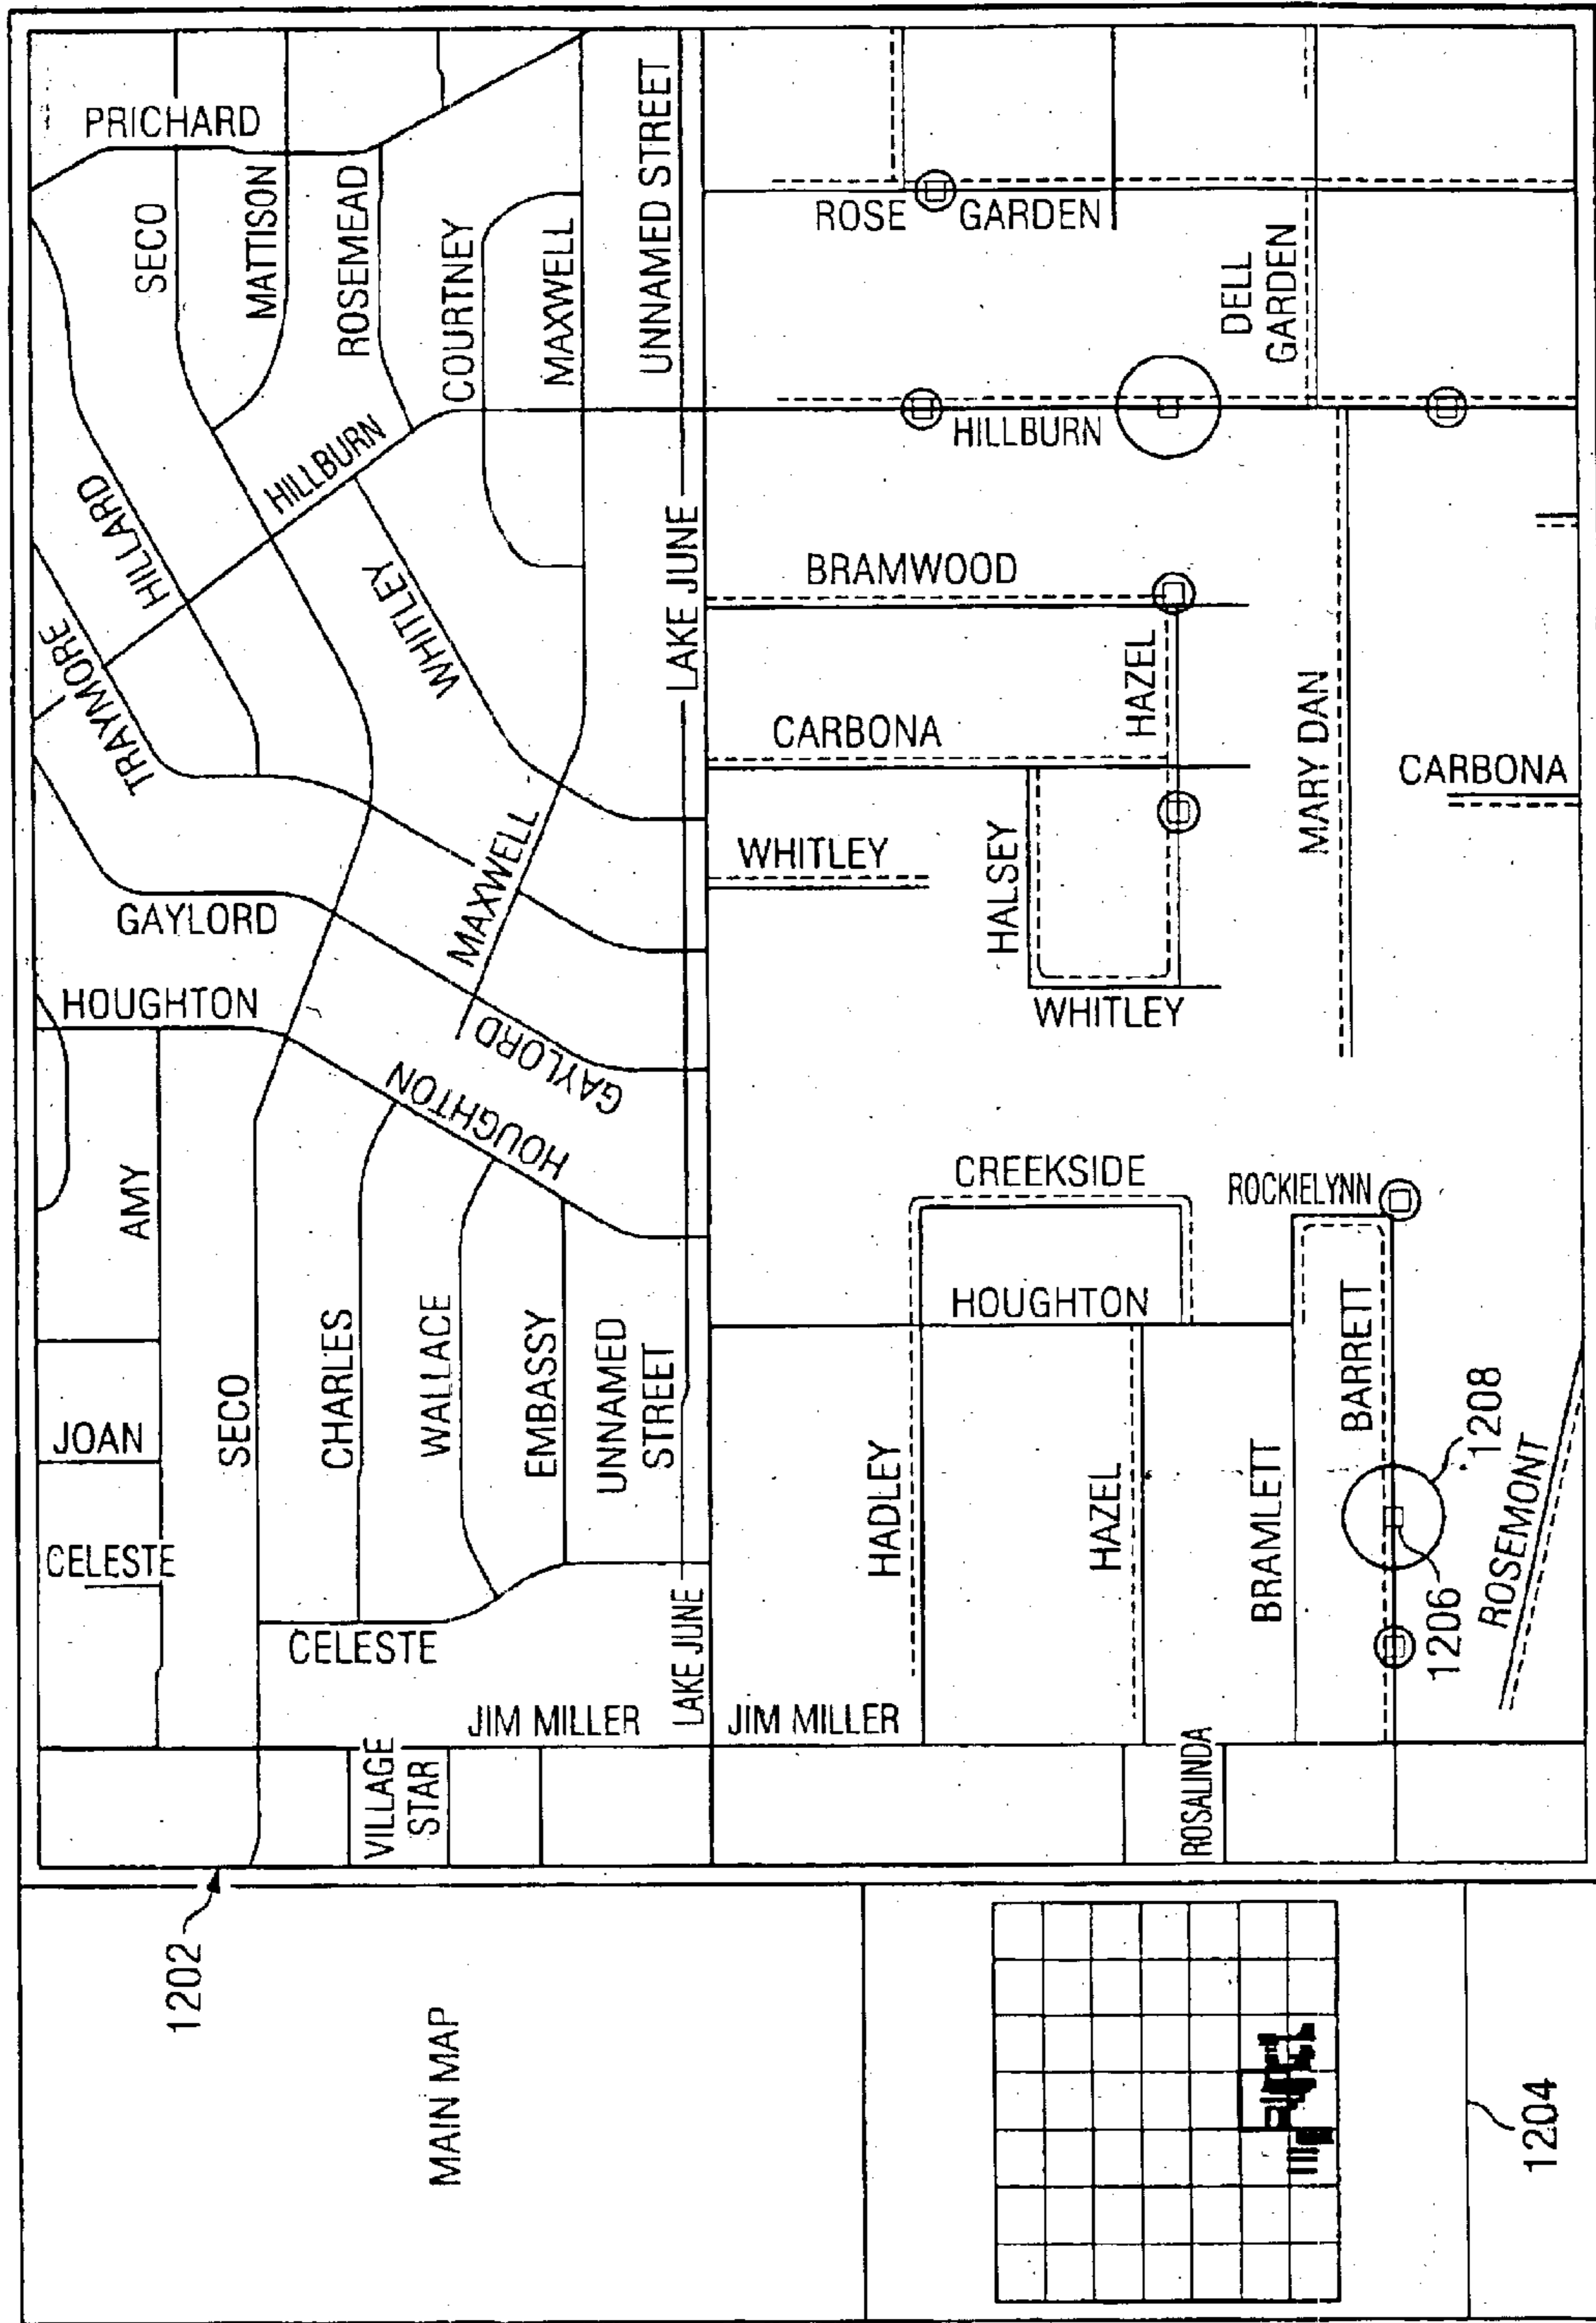 PRICHARD
SECO
MATTISON
ROSEMEAD
COURTNEY
MAXWELL
UNNAMED STREET
ROSE GARDEN
DELL
GARDEN
HILLARD
HILLBURN
HILLBURN
TRAYMORE
WHITLEY
LAKE JUNE
BRAMWOOD
HAZEL
MARY DAN
CARBONA
CARBONA
GAYLORD
MAXWELL
WHITLEY
HALSEY
WHITLEY
HOUGHTON
GAYLORD
HOUGHTON
AMY
CREEKSIDE
ROCKIELYNN
HOUGHTON
JOAN
SECO
CHARLES
WALLACE
EMBASSY
UNNAMED
STREET
HADLEY
HAZEL
BRAMLETT
BARRETT
1208
1206
ROSEMONT
CELESTE
CELESTE
LAKE JUNE
JIM MILLER
JIM MILLER
VILLAGE
STAR
ROSALINDA
1202
MAIN MAP
1204